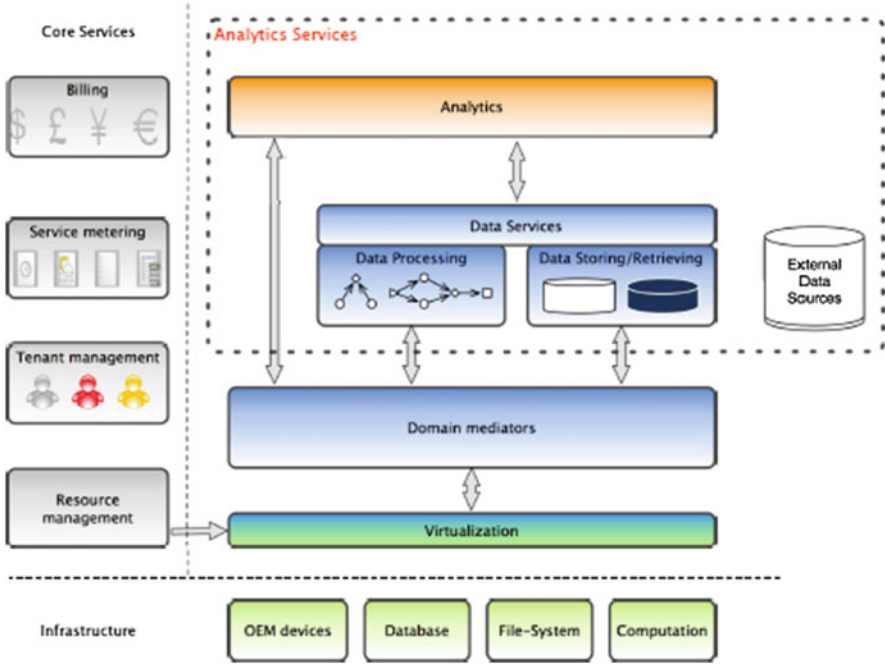 Core Services
Analytics Services
Billing
$ £ ¥ €
Analytics
Service metering
Data Services
Data Processing
Data Storing/Retrieving
External
Data
Sources
Tenant management
Domain mediators
Resource
management
Virtualization
Infrastructure
OEM devices
Database
File-System
Computation